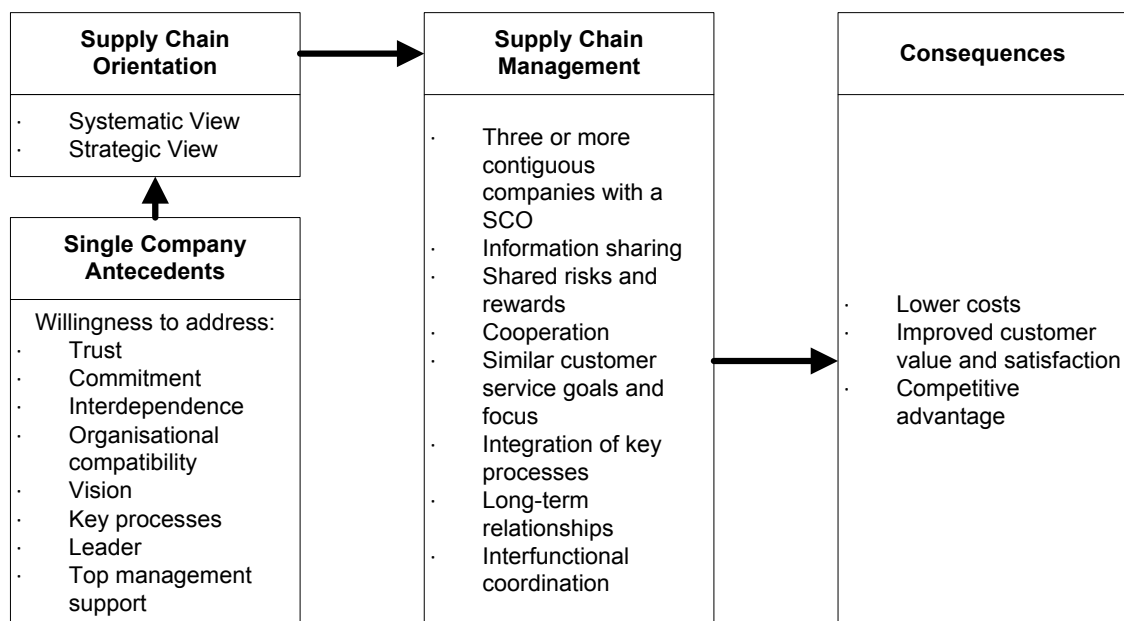 Supply Chain
Orientation
· Systematic View
· Strategic View
Single Company
Antecedents
Willingness to address:
· Trust
· Commitment
· Interdependence
· Organisational
compatibility
· Vision
· Key processes
· Leader
· Top management
support
Supply Chain
Management
· Three or more
contiguous
companies with a
SCO
· Information sharing
· Shared risks and
rewards
· Cooperation
· Similar customer
service goals and
focus
· Integration of key
processes
· Long-term
relationships
· Interfunctional
coordination
Consequences
· Lower costs
· Improved customer
value and satisfaction
· Competitive
advantage